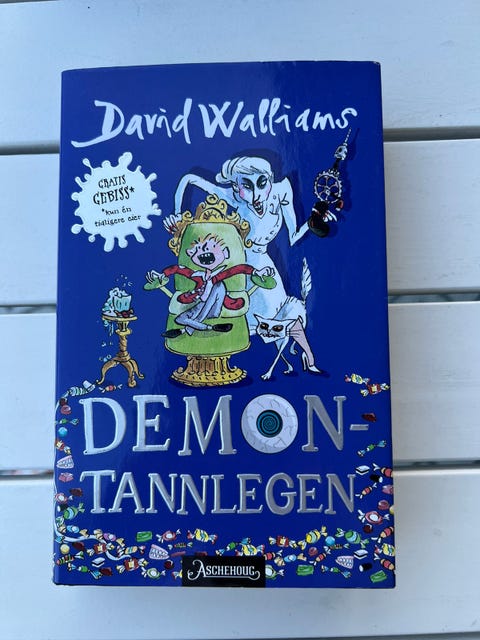 David Walliams
GRATIS
GEBISS*
*kun én
tidligere eier
DEMON-
TANNLEGEN
ASCHEHOUG